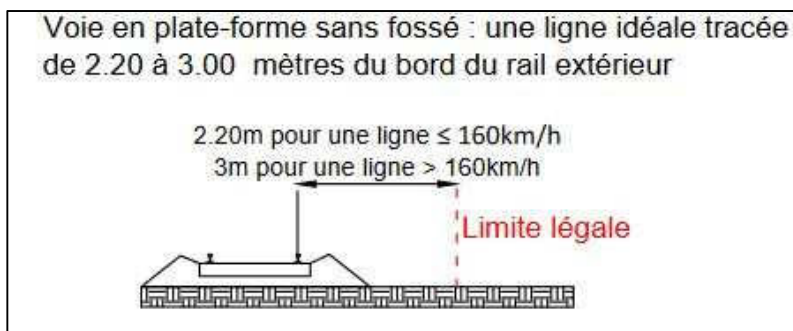 Voie en plate-forme sans fossé : une ligne idéale tracée
de 2.20 à 3.00 mètres du bord du rail extérieur
2.20m pour une ligne ≤ 160km/h
3m pour une ligne > 160km/h
Limite légale